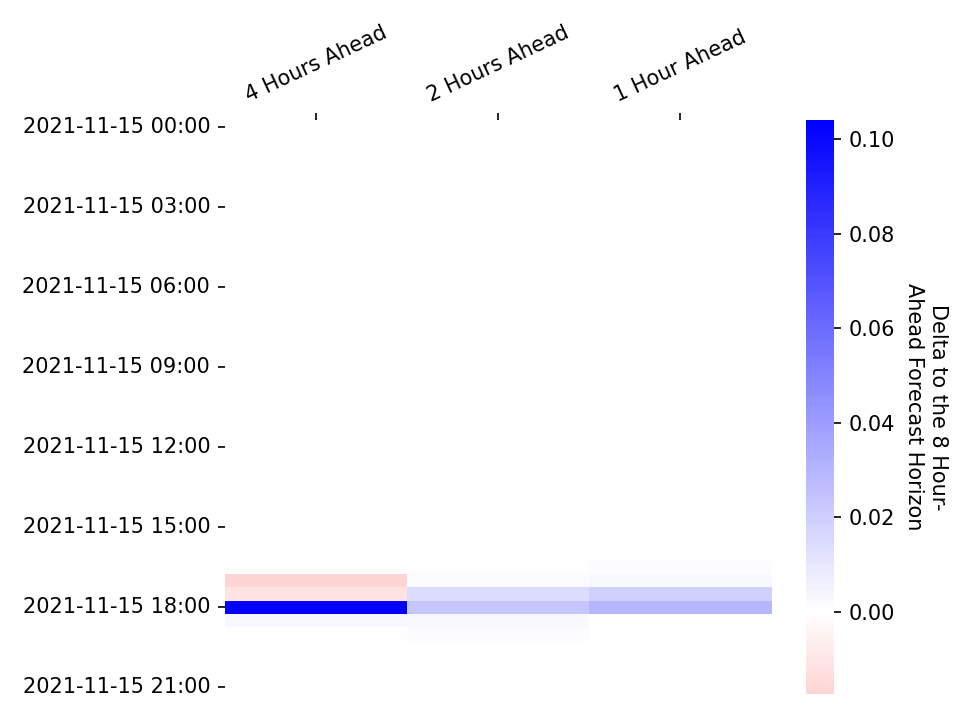 4 Hours Ahead
2 Hours Ahead
1 Hour Ahead
2021-11-15 00:00
2021-11-15 03:00
2021-11-15 06:00
2021-11-15 09:00
2021-11-15 12:00
2021-11-15 15:00
2021-11-15 18:00
2021-11-15 21:00
0.10
0.08
0.06
0.04
0.02
0.00
Delta to the 8 Hour-
Ahead Forecast Horizon